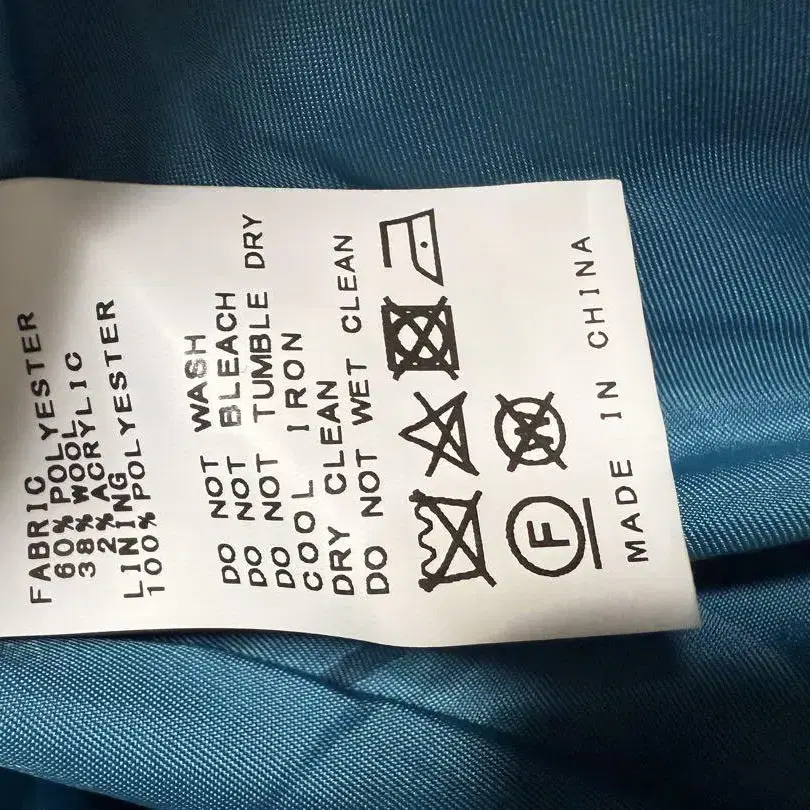 FABRIC
60% POLYESTER
38% WOOL
2% ACRYLIC
LINING
100% POLYESTER
DO NOT WASH
DO NOT BLEACH
DO NOT TUMBLE DRY
COOL IRON
DRY CLEAN
DO NOT WET CLEAN
F W
MADE IN CHINA